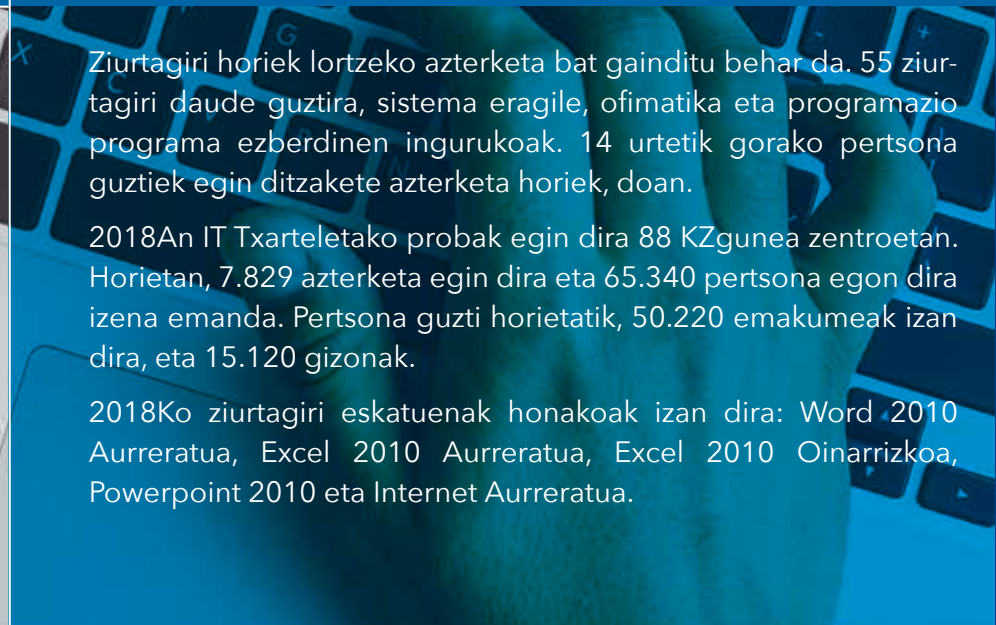 Ziurtagiri horiek lortzeko azterketa bat gainditu behar da. 55 ziur-
tagiri daude guztira, sistema eragile, ofimatika eta programazio
programa ezberdinen ingurukoak. 14 urtetik gorako pertsona
guztiek egin ditzakete azterketa horiek, doan.
2018An IT Txarteletako probak egin dira 88 KZgunea zentroetan.
Horietan, 7.829 azterketa egin dira eta 65.340 pertsona egon dira
izena emanda. Pertsona guzti horietatik, 50.220 emakumeak izan
dira, eta 15.120 gizonak.
2018Ko ziurtagiri eskatuenak honakoak izan dira: Word 2010
Aurreratua, Excel 2010 Aurreratua, Excel 2010 Oinarrizkoa,
Powerpoint 2010 eta Internet Aurreratua.